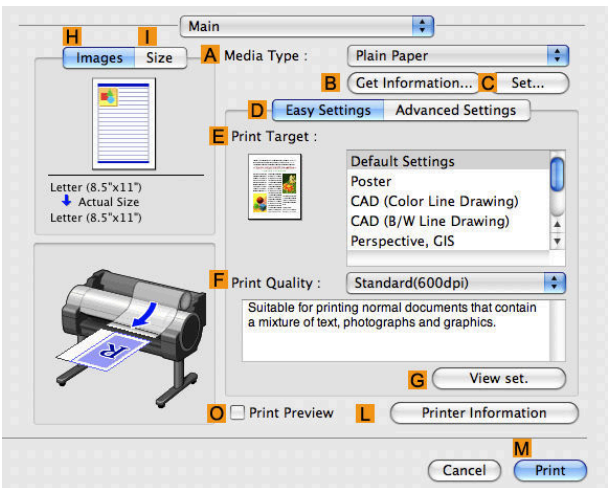 Main
H
I
Images
Size
A
Media Type :
Plain Paper
B
Get Information...
C
Set...
D
Easy Settings
Advanced Settings
E
Print Target :
Default Settings
Poster
CAD (Color Line Drawing)
CAD (B/W Line Drawing)
Perspective, GIS
Letter (8.5"x11")
Actual Size
Letter (8.5"x11")
F
Print Quality :
Standard(600dpi)
Suitable for printing normal documents that contain
a mixture of text, photographs and graphics.
R
G
View set.
O
Print Preview
L
Printer Information
M
Cancel
Print